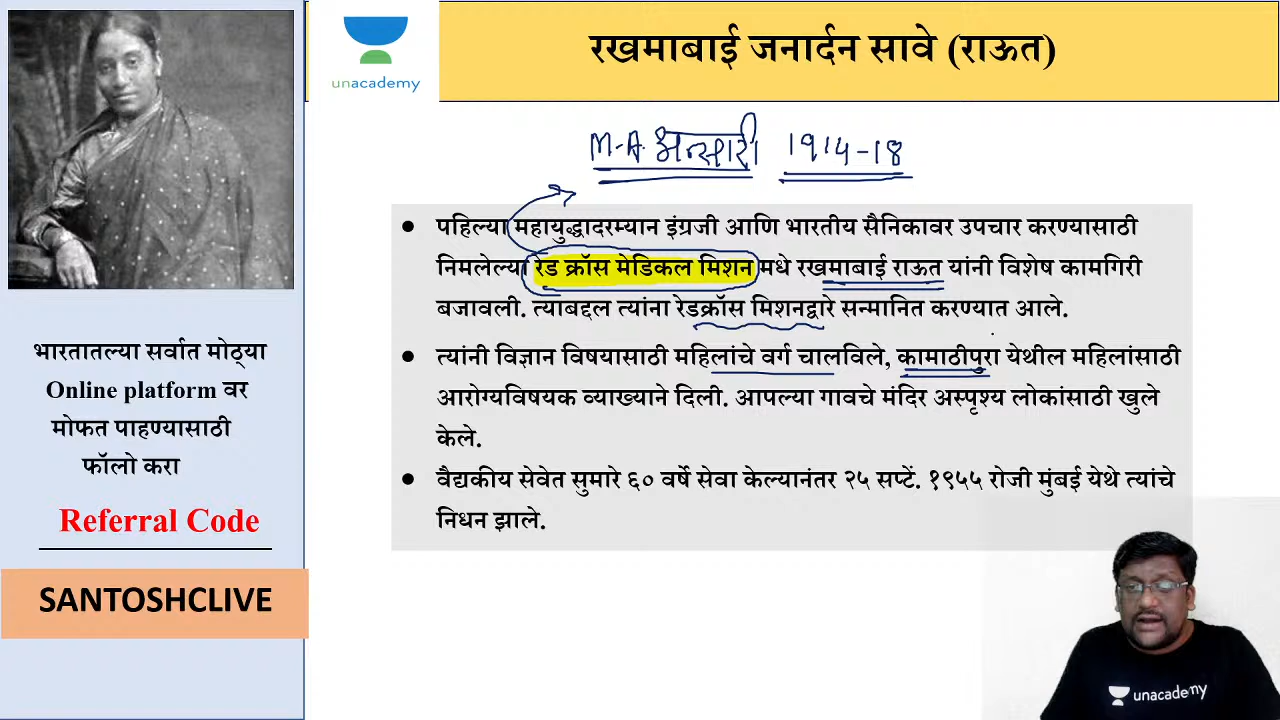 unacademy
रखमाबाई जनार्दन सावे (राऊत)
M.A. अन्सारी 1914-18
• पहिल्या महायुद्धादरम्यान इंग्रजी आणि भारतीय सैनिकावर उपचार करण्यासाठी
निमलेल्या रेड क्रॉस मेडिकल मिशन मधे रखमाबाई राऊत यांनी विशेष कामगिरी
बजावली. त्याबद्दल त्यांना रेडक्रॉस मिशनद्वारे सन्मानित करण्यात आले.
• त्यांनी विज्ञान विषयासाठी महिलांचे वर्ग चालविले, कामाठीपुरा येथील महिलांसाठी
आरोग्यविषयक व्याख्याने दिली. आपल्या गावचे मंदिर अस्पृश्य लोकांसाठी खुले
केले.
• वैद्यकीय सेवेत सुमारे ६० वर्षे सेवा केल्यानंतर २५ सप्टें. १९५५ रोजी मुंबई येथे त्यांचे
निधन झाले.
भारतातल्या सर्वात मोठ्या
Online platform वर
मोफत पाहण्यासाठी
फॉलो करा
Referral Code
SANTOSHCLIVE
unacademy